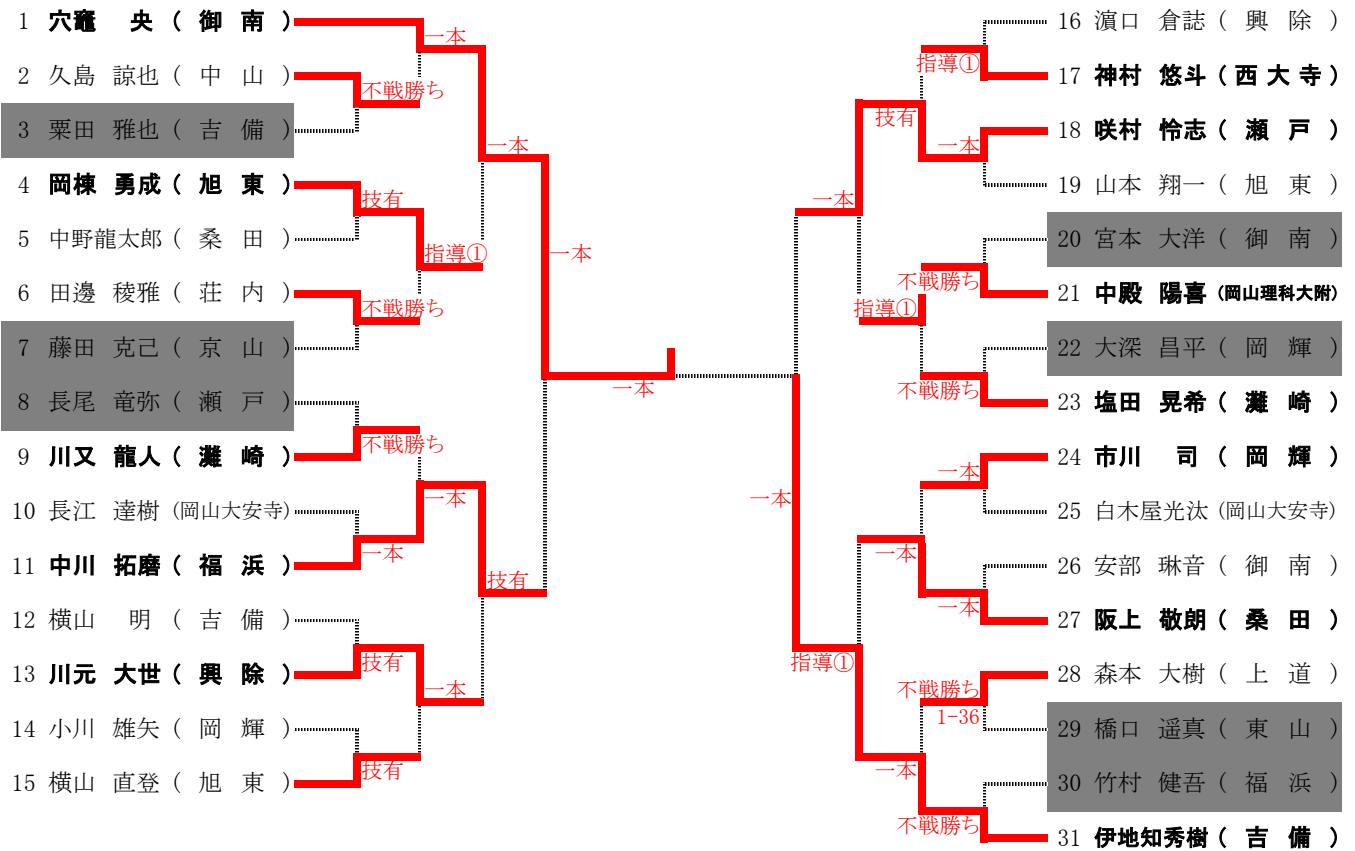 1 穴竈 央 ( 御 南 )
2 久島 諒也 ( 中 山 )
3 粟田 雅也 ( 吉 備 )
4 岡棟 勇成 ( 旭 東 )
5 中野龍太郎 ( 桑 田 )
6 田邊 稜雅 ( 荘 内 )
7 藤田 克己 ( 京 山 )
8 長尾 竜弥 ( 瀬 戸 )
9 川又 龍人 ( 灘 崎 )
10 長江 達樹 (岡山大安寺)
11 中川 拓磨 ( 福 浜 )
12 横山 明 ( 吉 備 )
13 川元 大世 ( 興 除 )
14 小川 雄矢 ( 岡 輝 )
15 横山 直登 ( 旭 東 )
不戦勝ち
技有
不戦勝ち
不戦勝ち
一本
技有
技有
一本
指導①
一本
一本
一本
技有
一本
一本
一本
一本
指導①
一本
指導①
技有
一本
一本
指導①
一本
不戦勝ち
不戦勝ち
一本
一本
不戦勝ち
1-36
不戦勝ち
16 濵口 倉誌 ( 興 除 )
17 神村 悠斗 ( 西 大 寺 )
18 咲村 怜志 ( 瀬 戸 )
19 山本 翔一 ( 旭 東 )
20 宮本 大洋 ( 御 南 )
21 中殿 陽喜 (岡山理科大附)
22 大深 昌平 ( 岡 輝 )
23 塩田 晃希 ( 灘 崎 )
24 市川 司 ( 岡 輝 )
25 白木屋光汰 (岡山大安寺)
26 安部 琳音 ( 御 南 )
27 阪上 敬朗 ( 桑 田 )
28 森本 大樹 ( 上 道 )
29 橋口 遥真 ( 東 山 )
30 竹村 健吾 ( 福 浜 )
31 伊地知秀樹 ( 吉 備 )